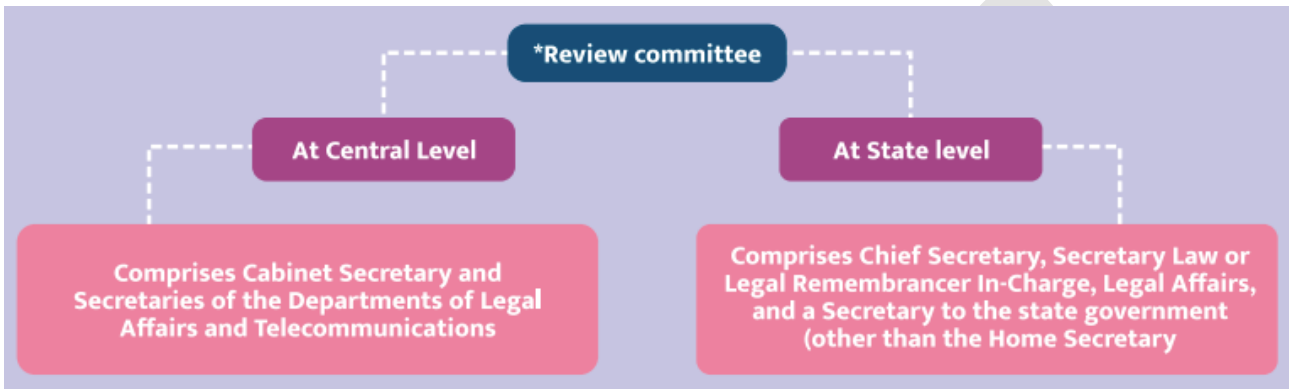 *Review committee
At Central Level
At State level
Comprises Cabinet Secretary and
Secretaries of the Departments of Legal
Affairs and Telecommunications
Comprises Chief Secretary, Secretary Law or
Legal Remembrancer In-Charge, Legal Affairs,
and a Secretary to the state government
(other than the Home Secretary